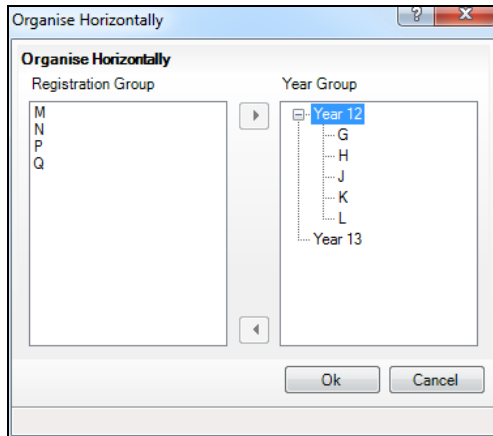 Organise Horizontally
?
Organise Horizontally
Registration Group
Year Group
M
N
P
Q
Year 12
G
H
J
K
L
Year 13
Ok
Cancel